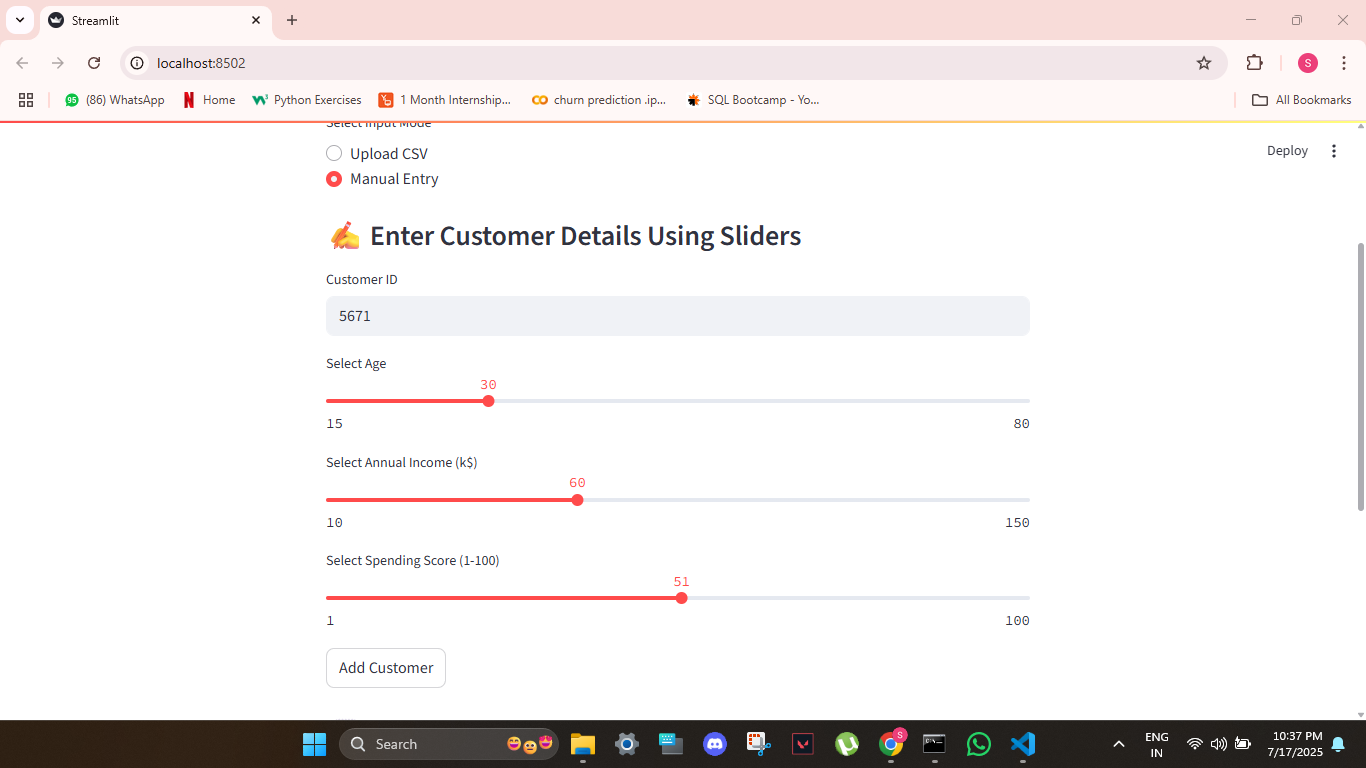 Streamlit
localhost:8502
S
95
(86) WhatsApp
Home
Python Exercises
1 Month Internship...
churn prediction .ip...
SQL Bootcamp - Yo...
All Bookmarks
Select Input Mode
Deploy
Upload CSV
Manual Entry
Enter Customer Details Using Sliders
Customer ID
5671
Select Age
30
15 80
Select Annual Income (k$)
60
10 150
Select Spending Score (1-100)
51
1 100
Add Customer
Search
S
ENG
IN
10:37 PM
7/17/2025